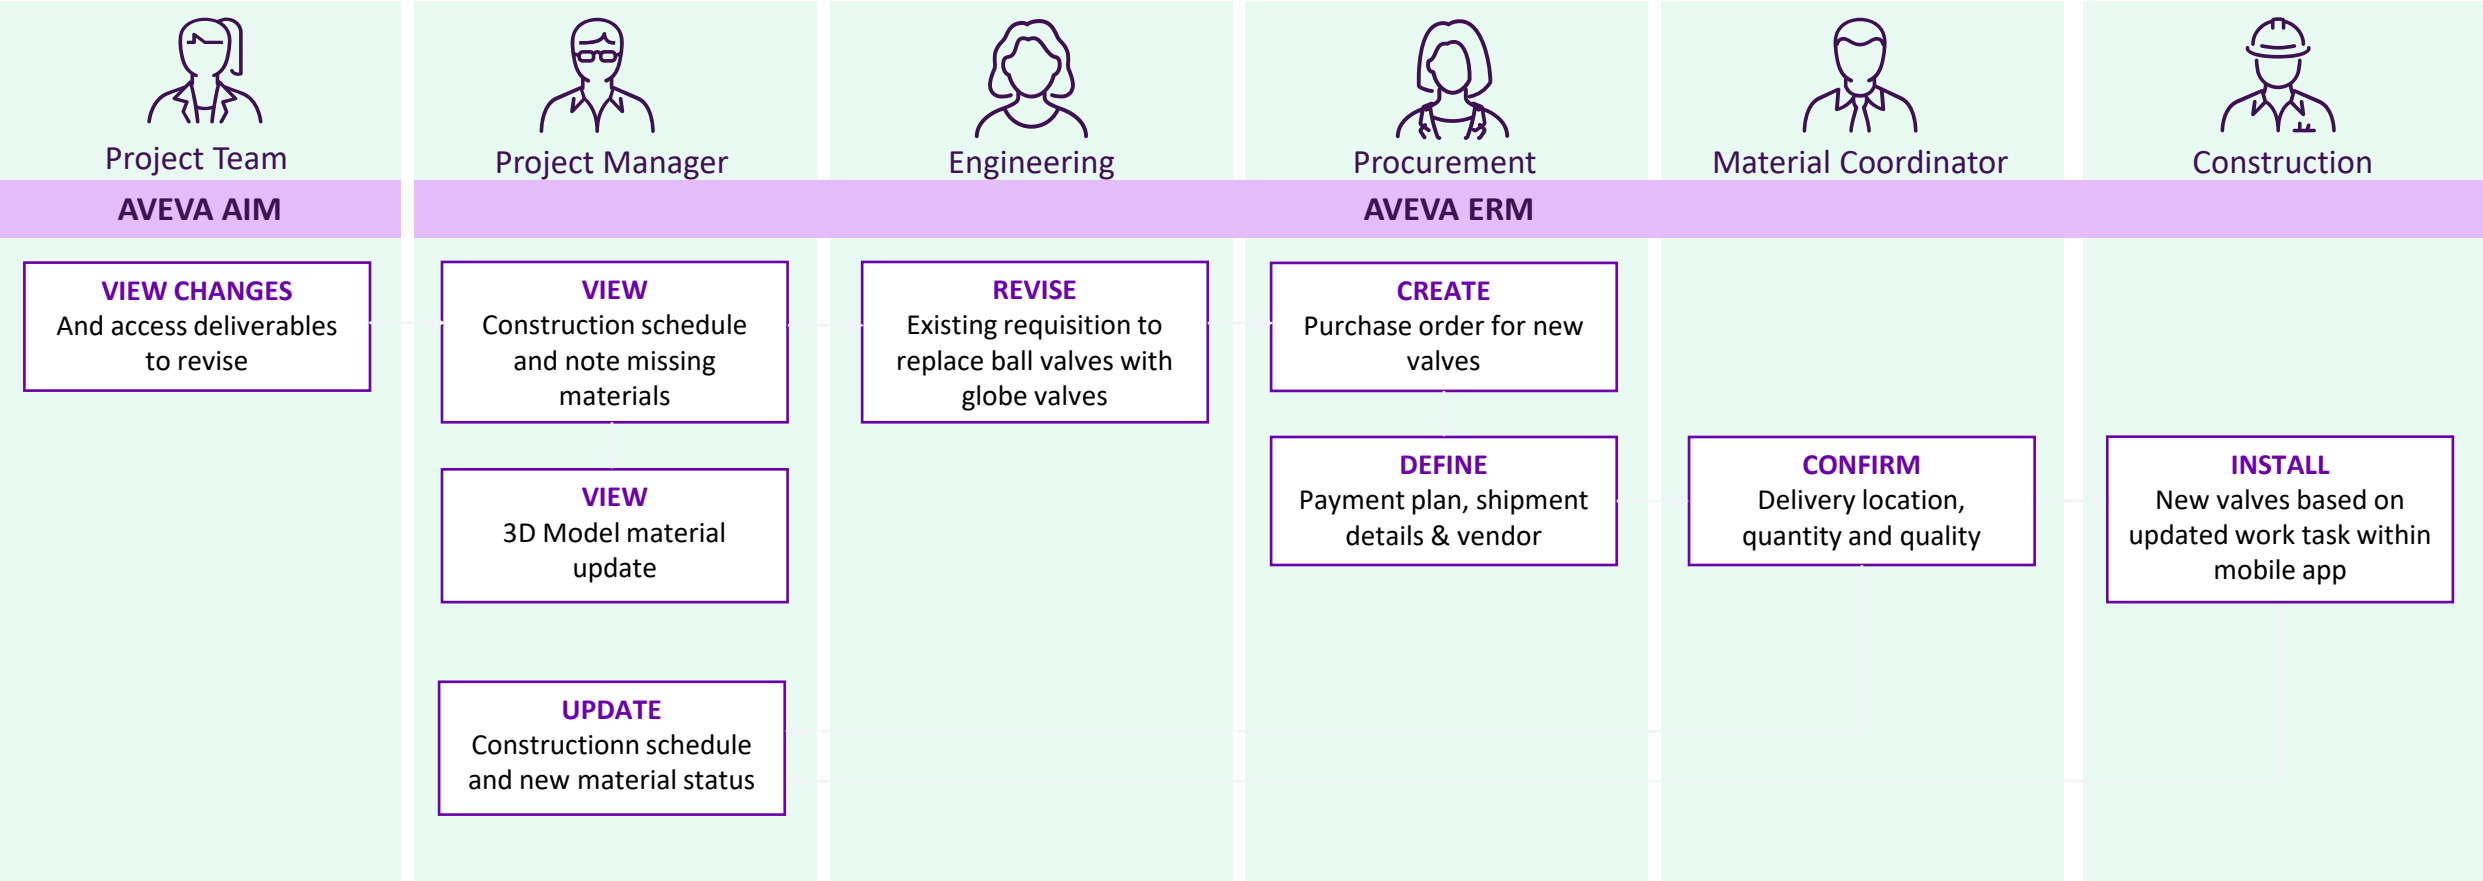 Project Team
Project Manager
Engineering
Procurement
Material Coordinator
Construction
AVEVA AIM
AVEVA ERM
VIEW CHANGES
And access deliverables
to revise
VIEW
Construction schedule
and note missing
materials
VIEW
3D Model material
update
UPDATE
Constructionn schedule
and new material status
REVISE
Existing requisition to
replace ball valves with
globe valves
CREATE
Purchase order for new
valves
DEFINE
Payment plan, shipment
details & vendor
CONFIRM
Delivery location,
quantity and quality
INSTALL
New valves based on
updated work task within
mobile app